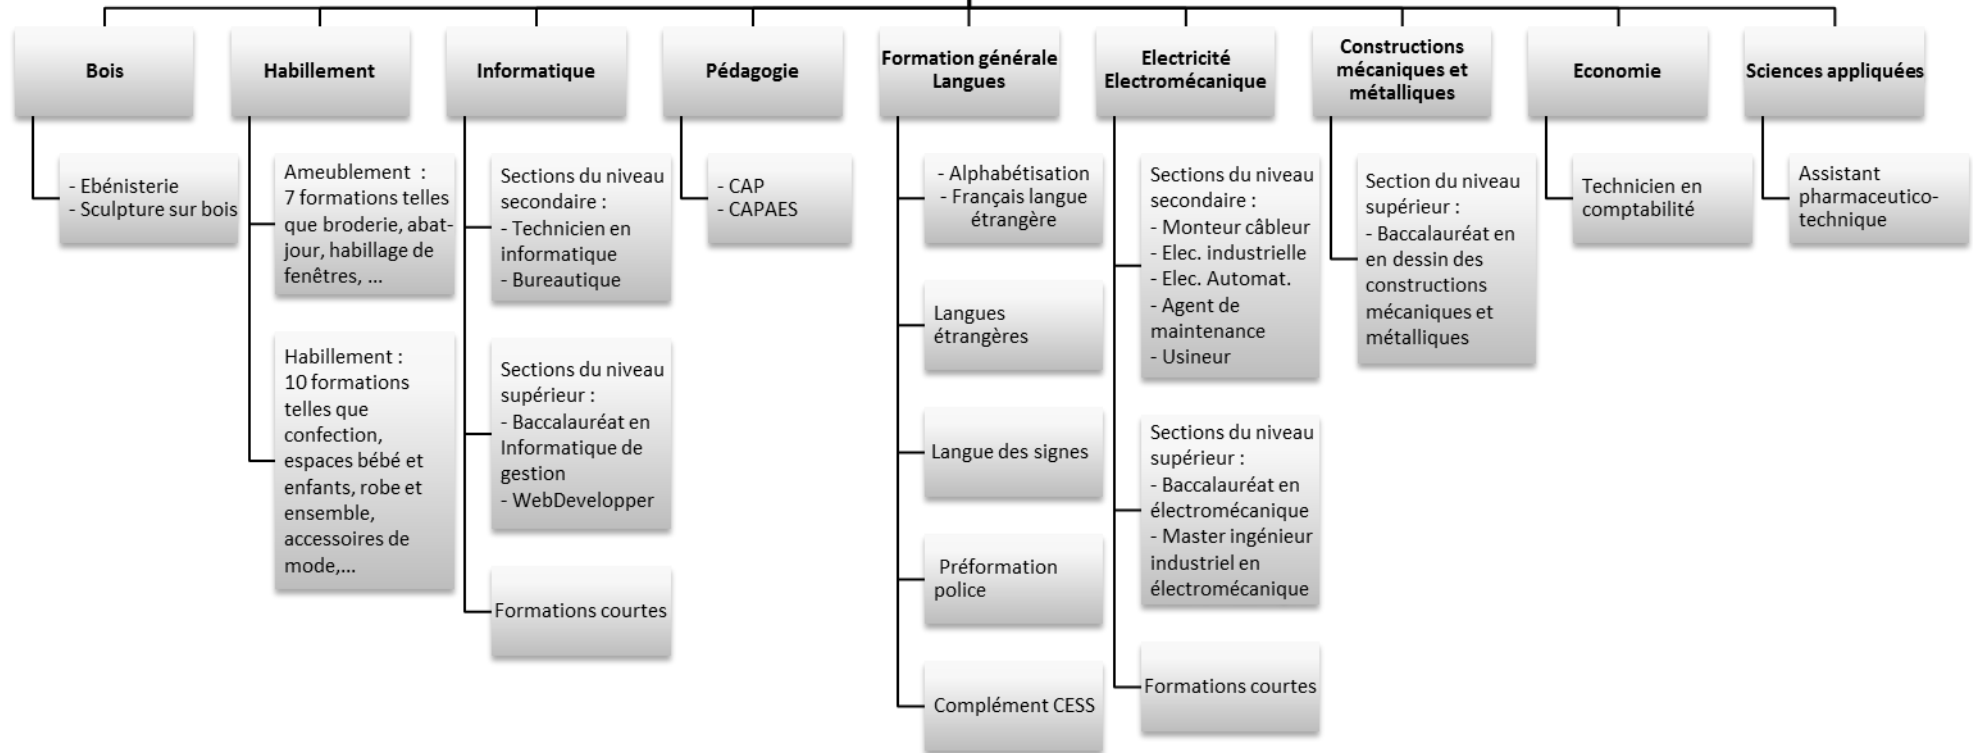 Bois
- Ebénisterie
- Sculpture sur bois
Habillement
Ameublement :
7 formations telles
que broderie, abat-
jour, habillage de
fenêtres, ...
Habillement :
10 formations
telles que
confection,
espaces bébé et
enfants, robe et
ensemble,
accessoires de
mode,...
Informatique
Sections du niveau
secondaire :
- Technicien en
informatique
- Bureautique
Sections du niveau
supérieur :
- Baccalauréat en
Informatique de
gestion
- WebDevelopper
Formations courtes
Pédagogie
- CAP
- CAPAES
Formation générale
Langues
- Alphabétisation
- Français langue
étrangère
Langues
étrangères
Langue des signes
Préformation
police
Complément CESS
Electricité
Electromécanique
Sections du niveau
secondaire :
- Monteur câbleur
- Elec. industrielle
- Elec. Automat.
- Agent de
maintenance
- Usineur
Sections du niveau
supérieur :
- Baccalauréat en
électromécanique
- Master ingénieur
industriel en
électromécanique
Formations courtes
Constructions
mécaniques et
métalliques
Section du niveau
supérieur :
- Baccalauréat en
en dessin des
constructions
mécaniques et
métalliques
Economie
Technicien en
comptabilité
Sciences appliquées
Assistant
pharmaceutico-
technique